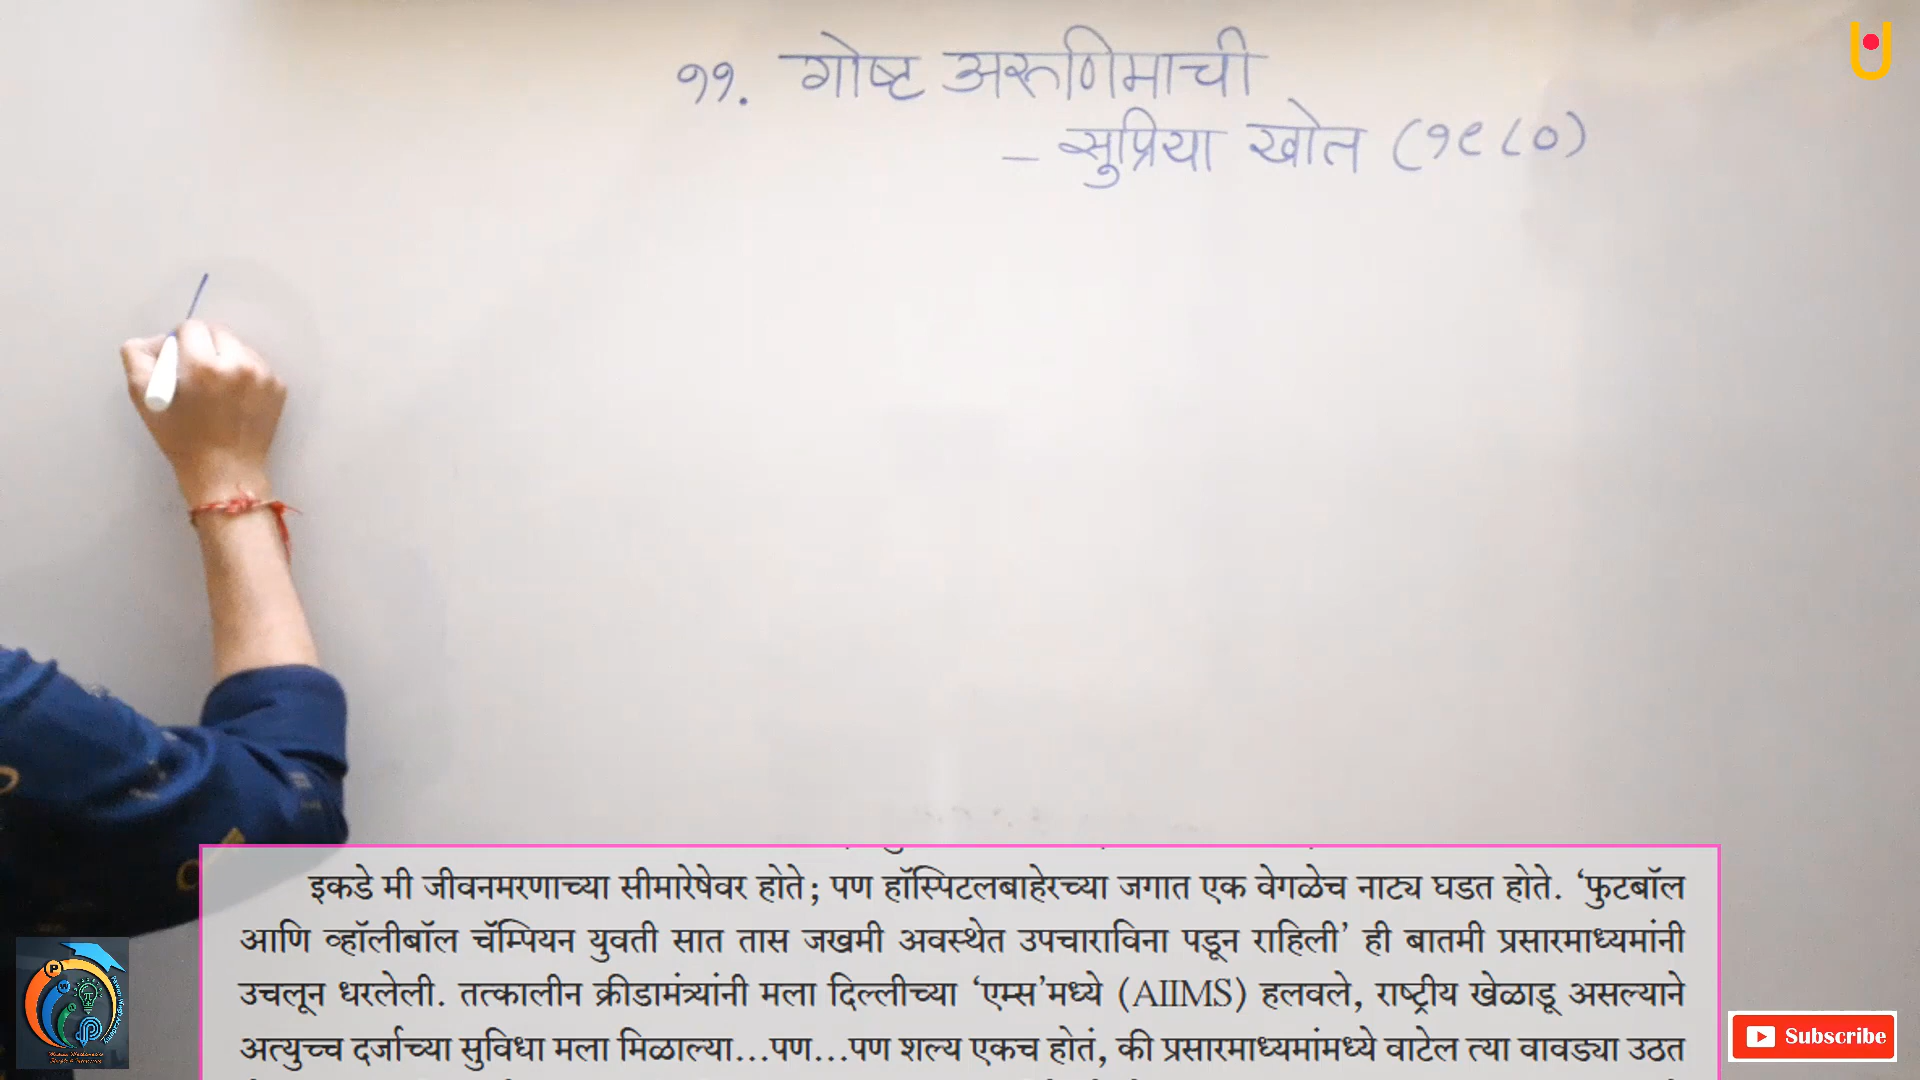 ११. गोष्ट अरुणिमाची
– सुप्रिया खोत (१९८०)
इकडे मी जीवनमरणाच्या सीमारेषेवर होते; पण हॉस्पिटलबाहेरच्या जगात एक वेगळेच नाट्य घडत होते. ‘फुटबॉल
आणि व्हॉलीबॉल चॅम्पियन युवती सात तास जखमी अवस्थेत उपचाराविना पडून राहिली’ ही बातमी प्रसारमाध्यमांनी
उचलून धरलेली. तत्कालीन क्रीडामंत्र्यांनी मला दिल्लीच्या ‘एम्स’मध्ये (AIIMS) हलवले, राष्ट्रीय खेळाडू असल्याने
अत्युच्च दर्जाच्या सुविधा मला मिळाल्या...पण...पण शल्य एकच होतं, की प्रसारमाध्यमांमध्ये वाटेल त्या वावड्या उठत
Subscribe